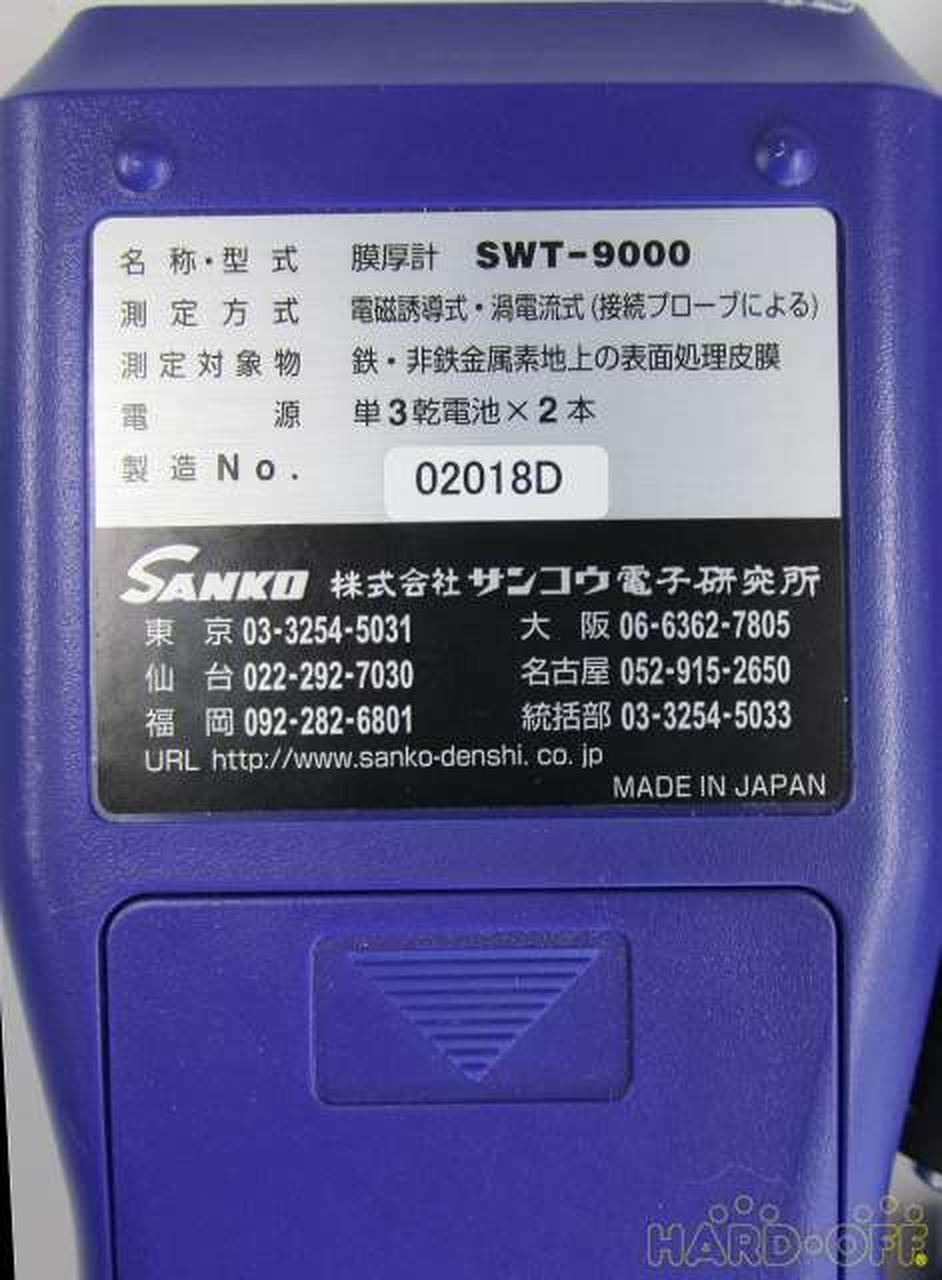 名称・型式 膜厚計 SWT-9000
測定方式 電磁誘導式・渦電流式(接続プローブによる)
測定対象物 鉄・非鉄金属素地上の表面処理皮膜
電源 単3乾電池×2本
製造No. 02018D
SANKO 株式会社サンコウ電子研究所
東京 03-3254-5031 大阪 06-6362-7805
仙台 022-292-7030 名古屋 052-915-2650
福岡 092-282-6801 統括部 03-3254-5033
URL http://www.sanko-denshi.co.jp
MADE IN JAPAN
HARD-OFF